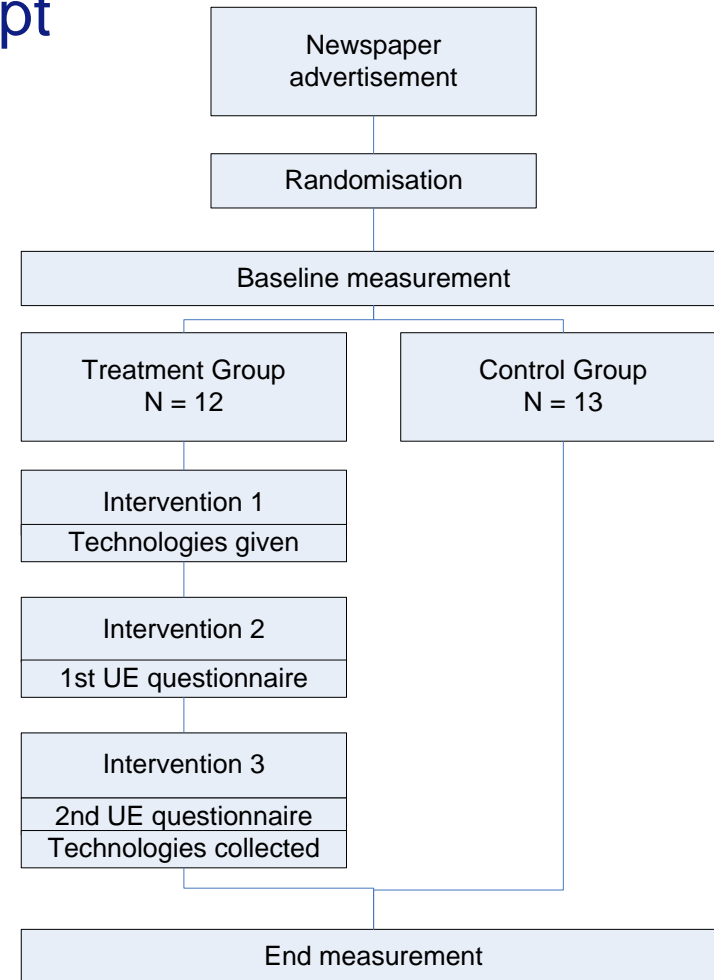 pt
Newspaper
advertisement
Randomisation
Baseline measurement
Treatment Group
N = 12
Control Group
N = 13
Intervention 1
Technologies given
Intervention 2
1st UE questionnaire
Intervention 3
2nd UE questionnaire
Technologies collected
End measurement